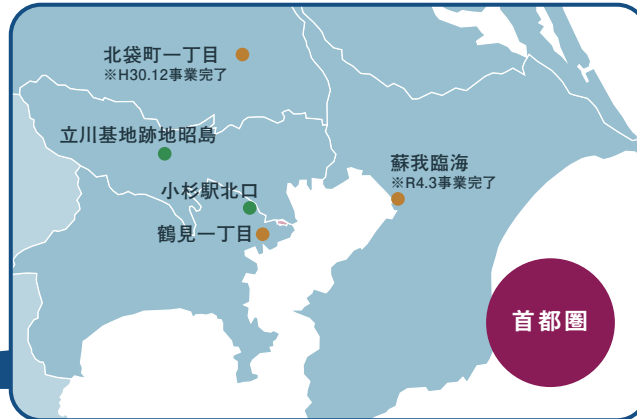 北袋町一丁目
※H30.12事業完了
立川基地跡地昭島
蘇我臨海
※R4.3事業完了
小杉駅北口
鶴見一丁目
首都圏